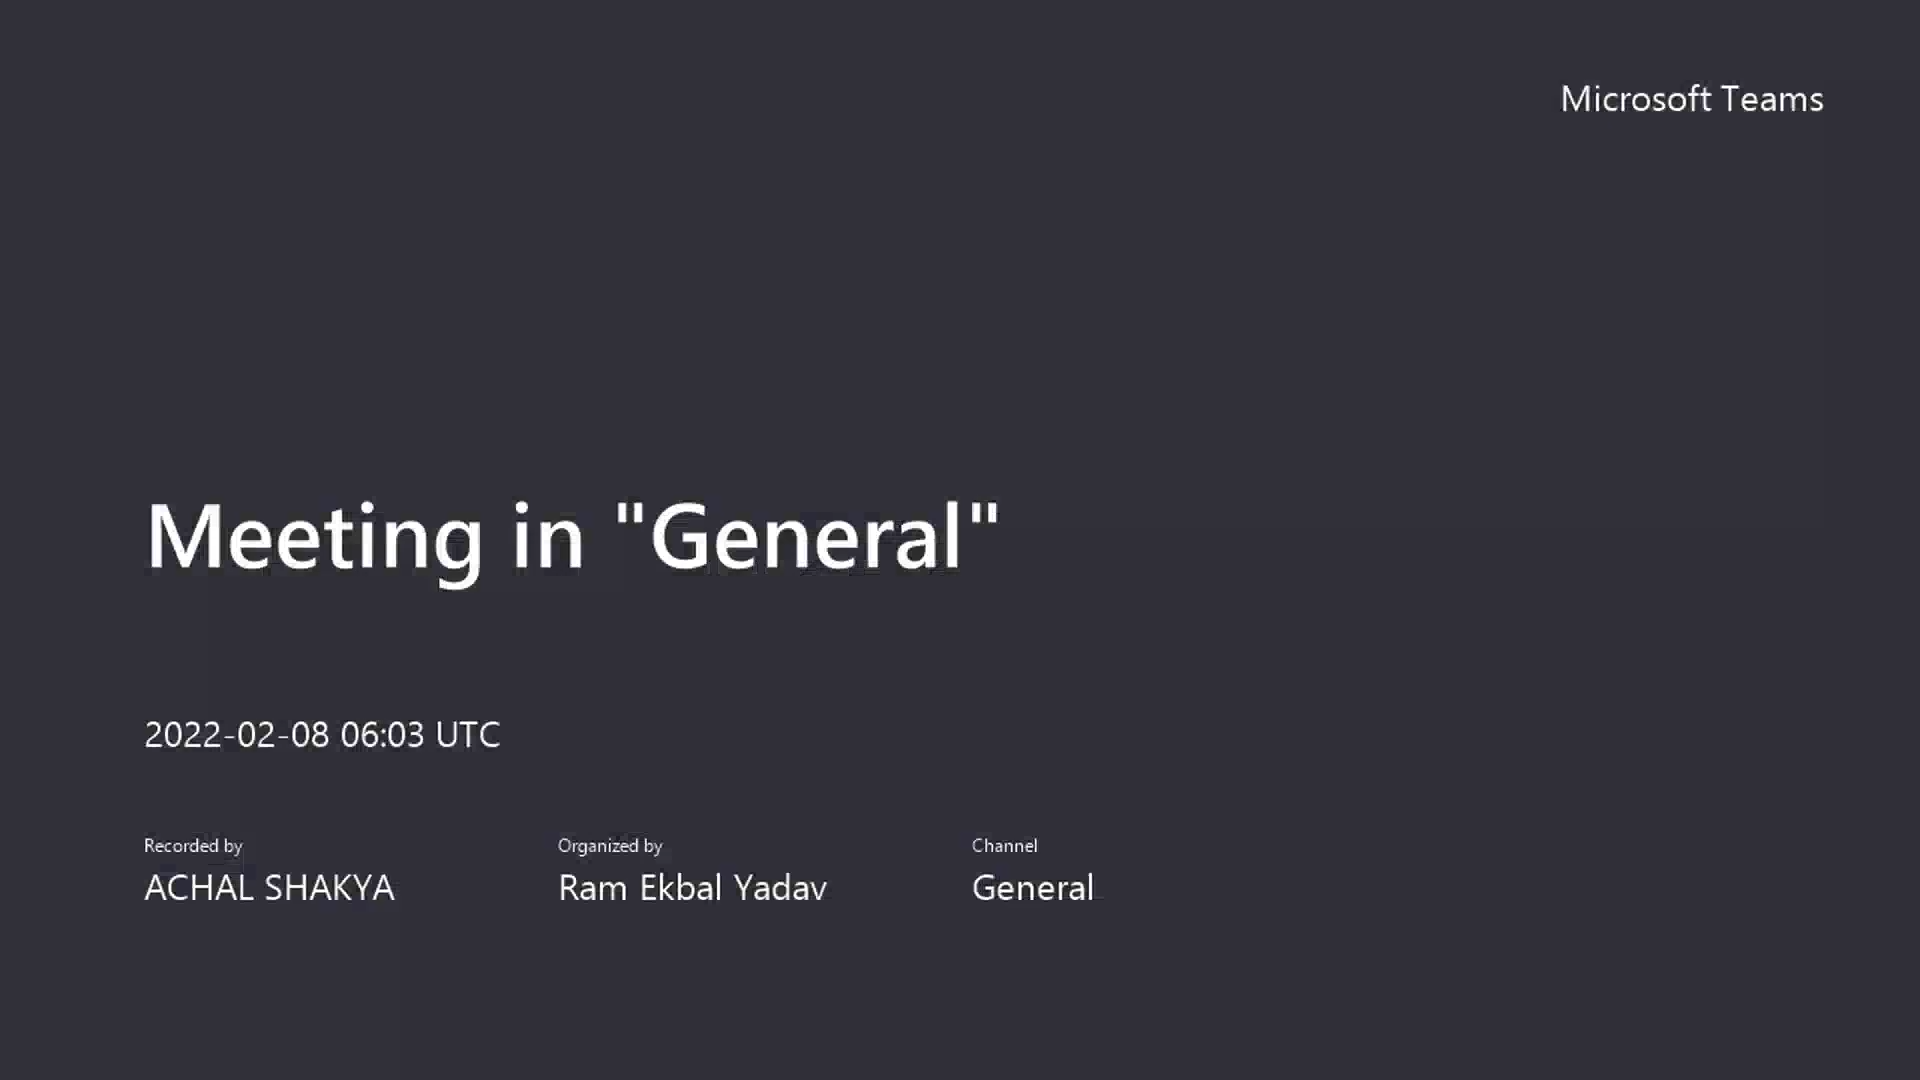 Microsoft Teams
Meeting in "General"
2022-02-08 06:03 UTC
Recorded by
ACHAL SHAKYA
Organized by
Ram Ekbal Yadav
Channel
General